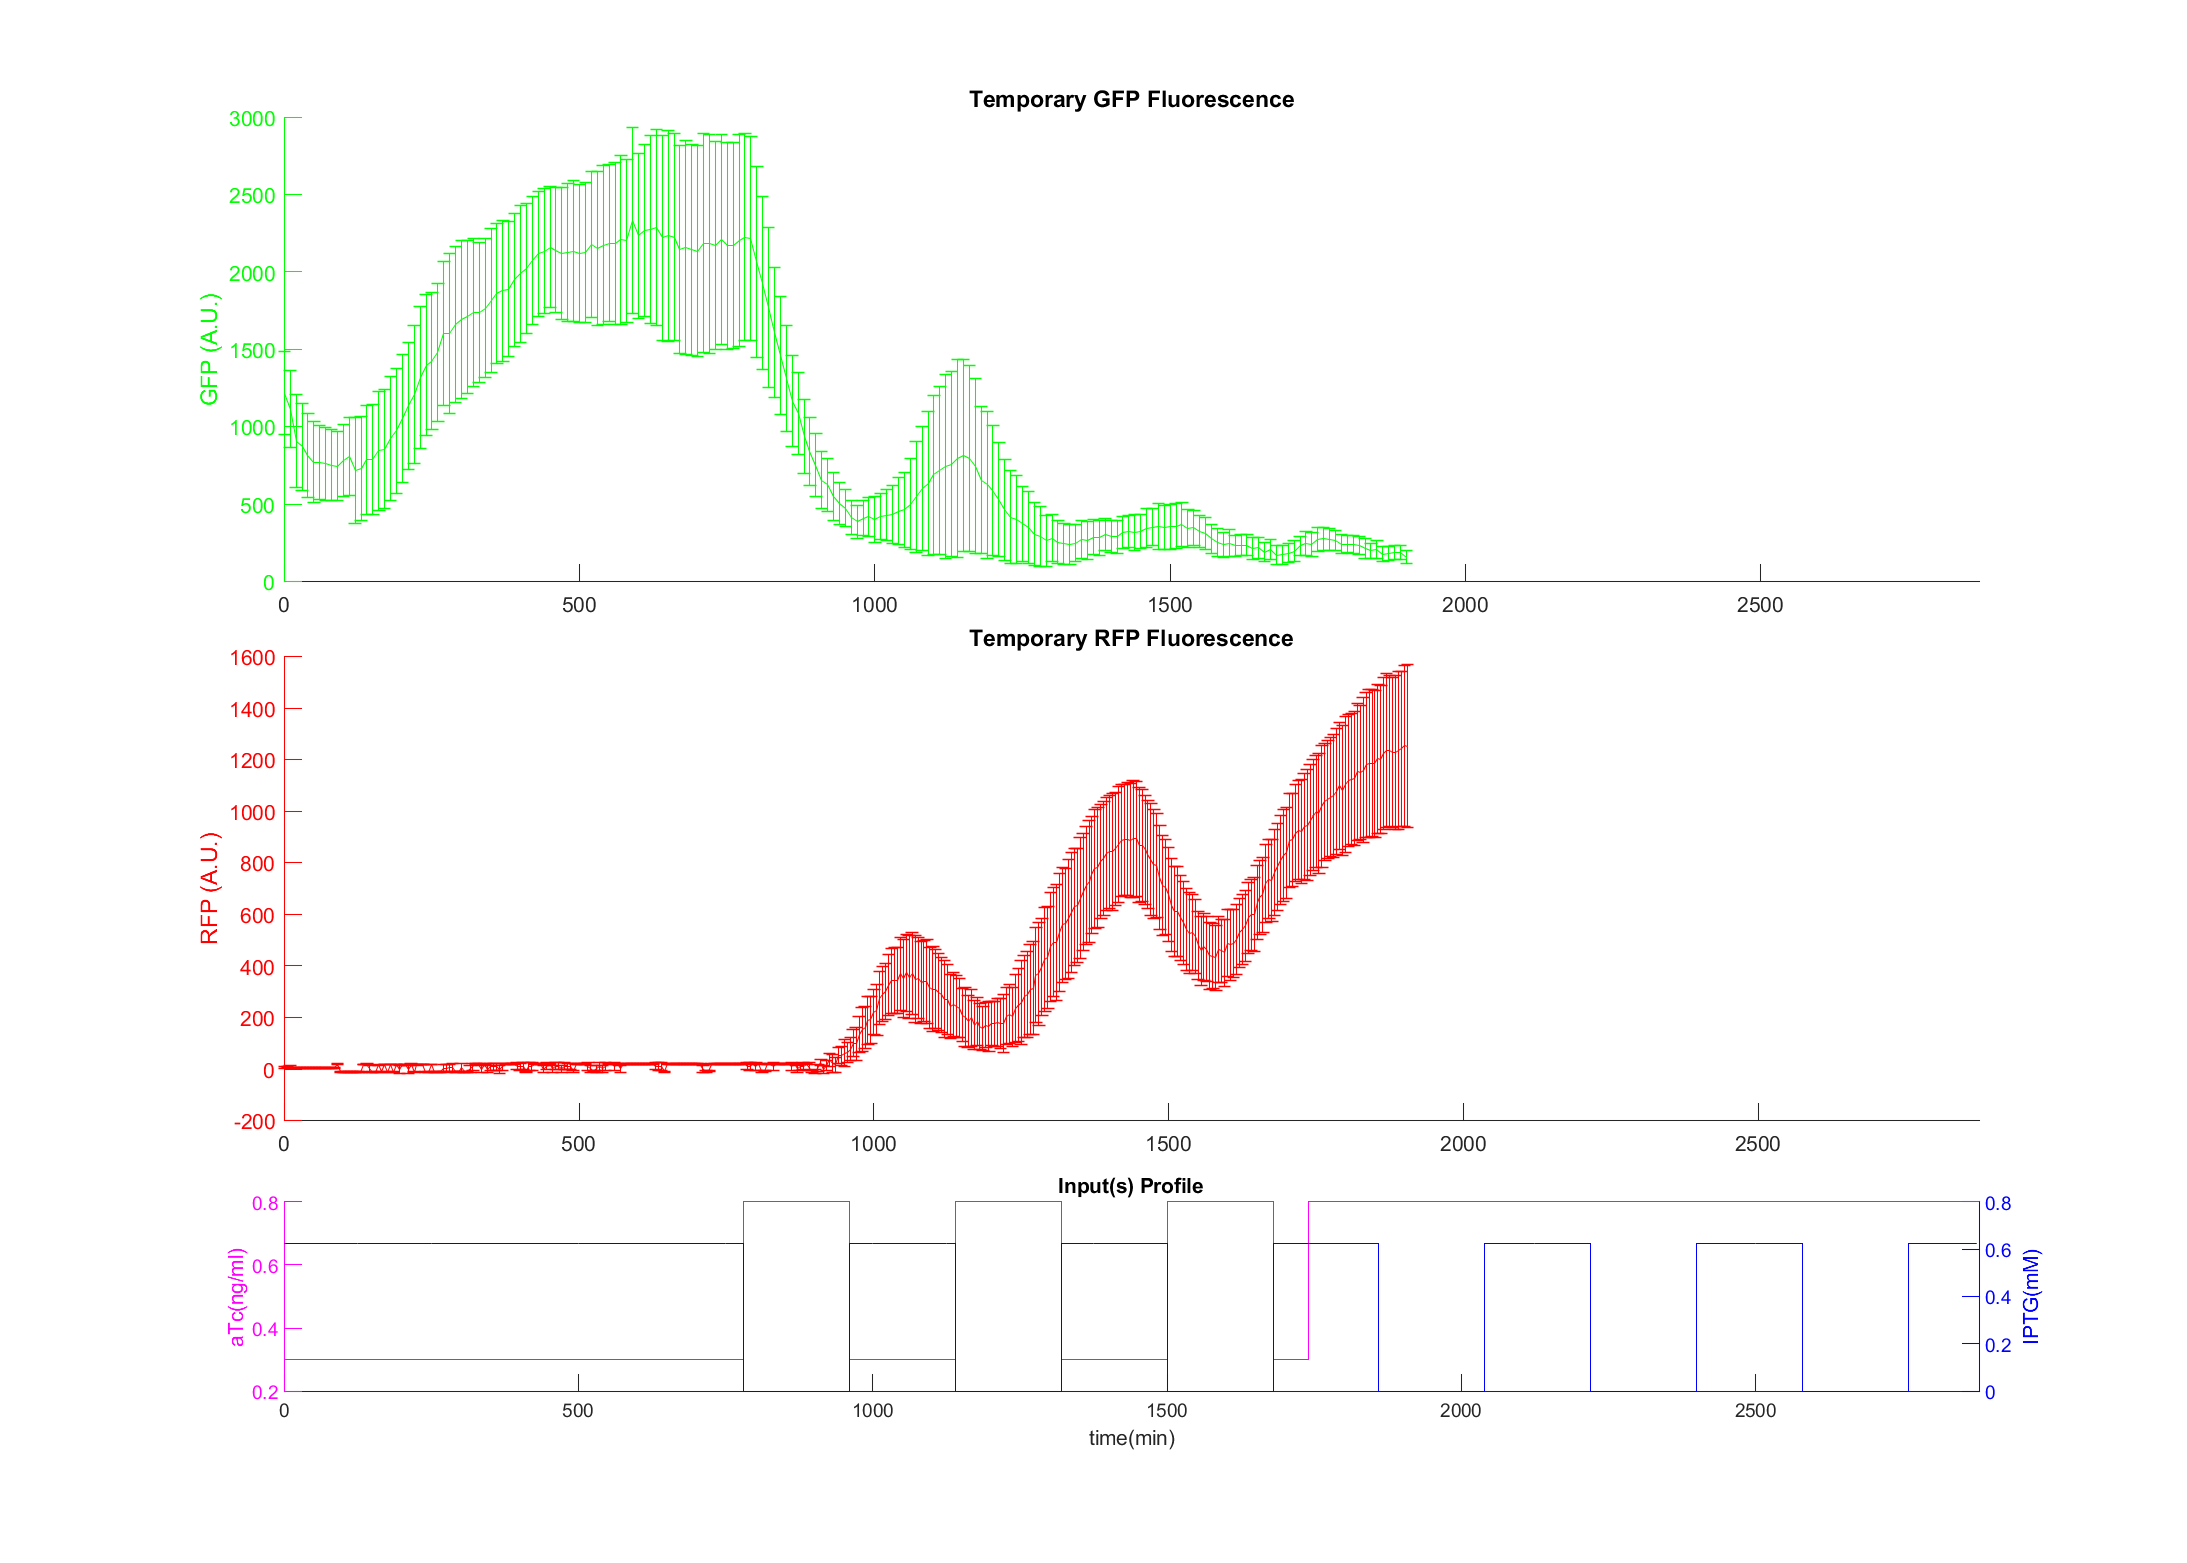 Temporary GFP Fluorescence
3000
2500
2000
1500
1000
500
0
GFP (A.U.)
0 500 1000 1500 2000 2500
Temporary RFP Fluorescence
1600
1400
1200
1000
800
600
400
200
0
-200
RFP (A.U.)
0 500 1000 1500 2000 2500
Input(s) Profile
0.8
0.6
0.4
0.2
aTc(ng/ml)
0.8
0.6
0.4
0.2
0
IPTG(mM)
0 500 1000 1500 2000 2500
time(min)